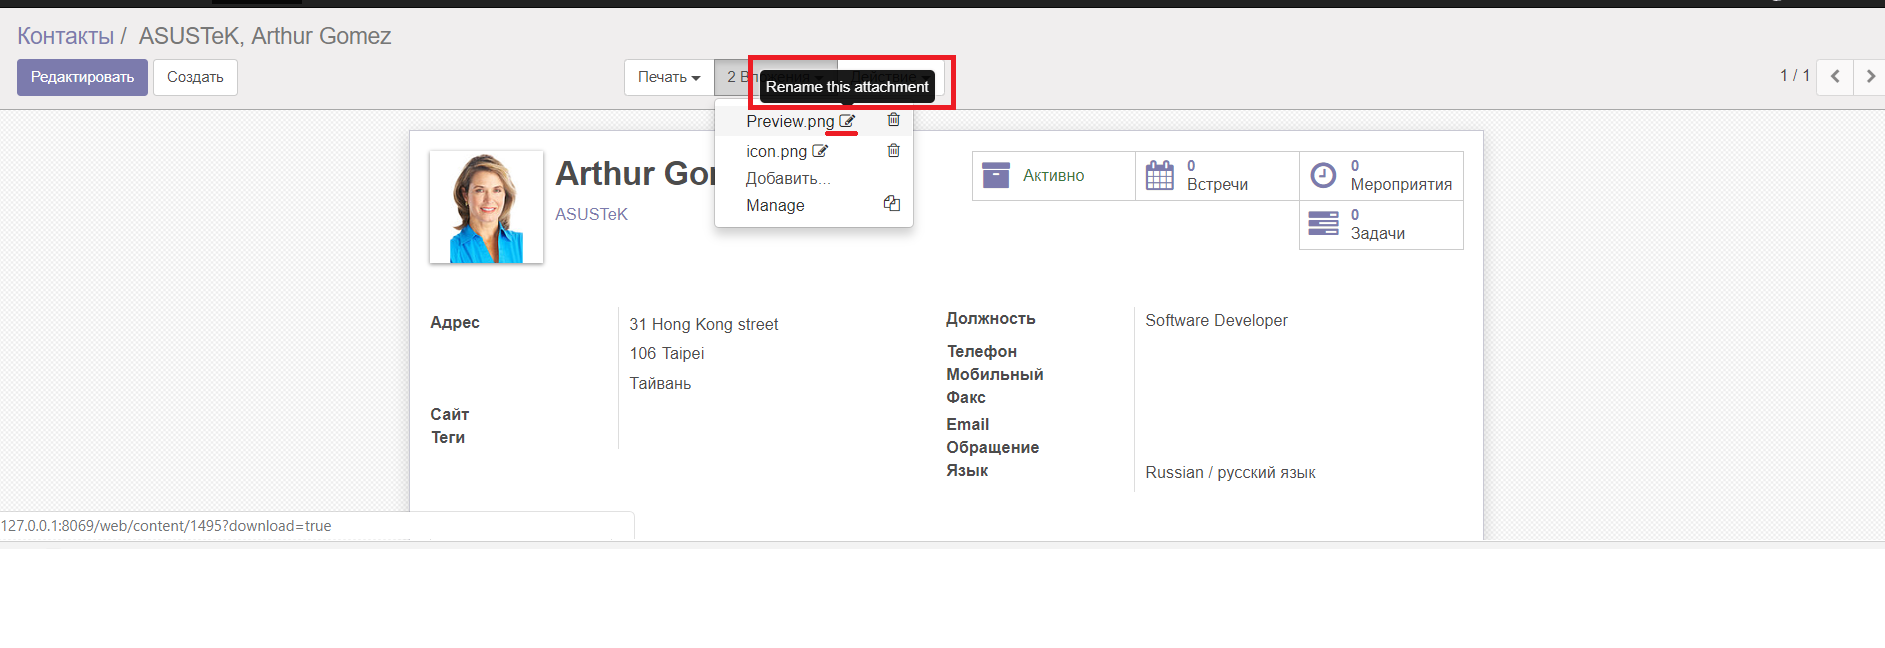 Контакты / ASUSTeK, Arthur Gomez
Редактировать
Создать
Печать
2 В
Действие
1 / 1
Rename this attachment
Preview.png
icon.png
Добавить...
Manage
Arthur Go
ASUSTeK
Активно
0
Встречи
0
Мероприятия
0
Задачи
Адрес
31 Hong Kong street
106 Taipei
Тайвань
Сайт
Теги
Должность
Software Developer
Телефон
Мобильный
Факс
Email
Обращение
Язык
Russian / русский язык
127.0.0.1:8069/web/content/1495?download=true